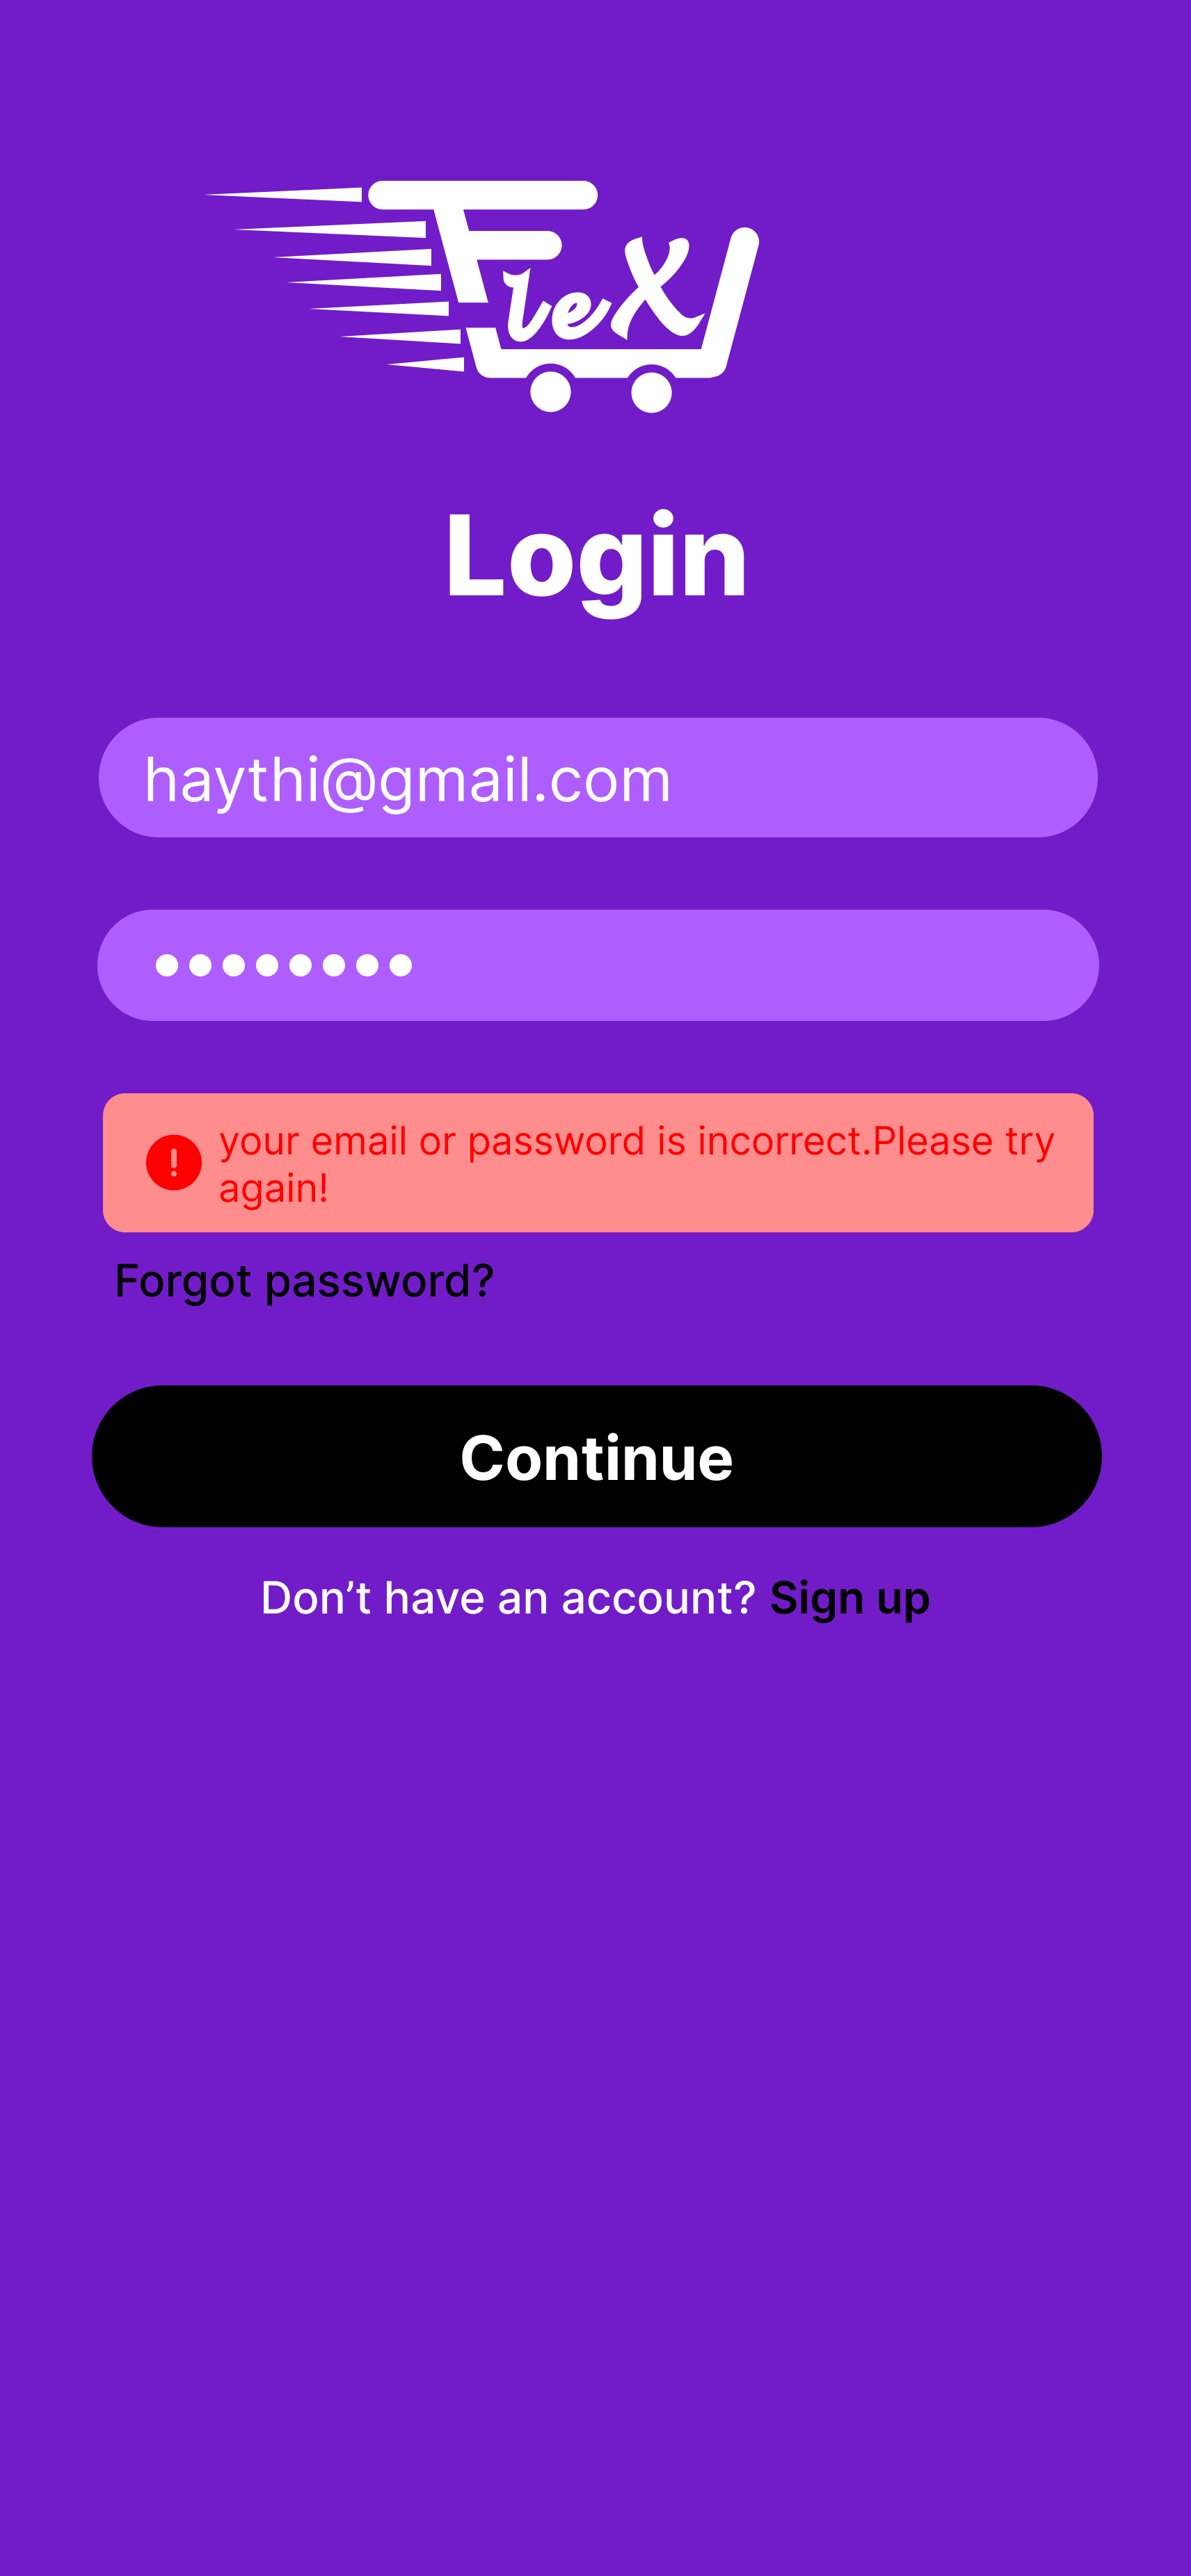 FleX
Login
haythi@gmail.com
••••••••
your email or password is incorrect.Please try
again!
Forgot password?
Continue
Don’t have an account? Sign up